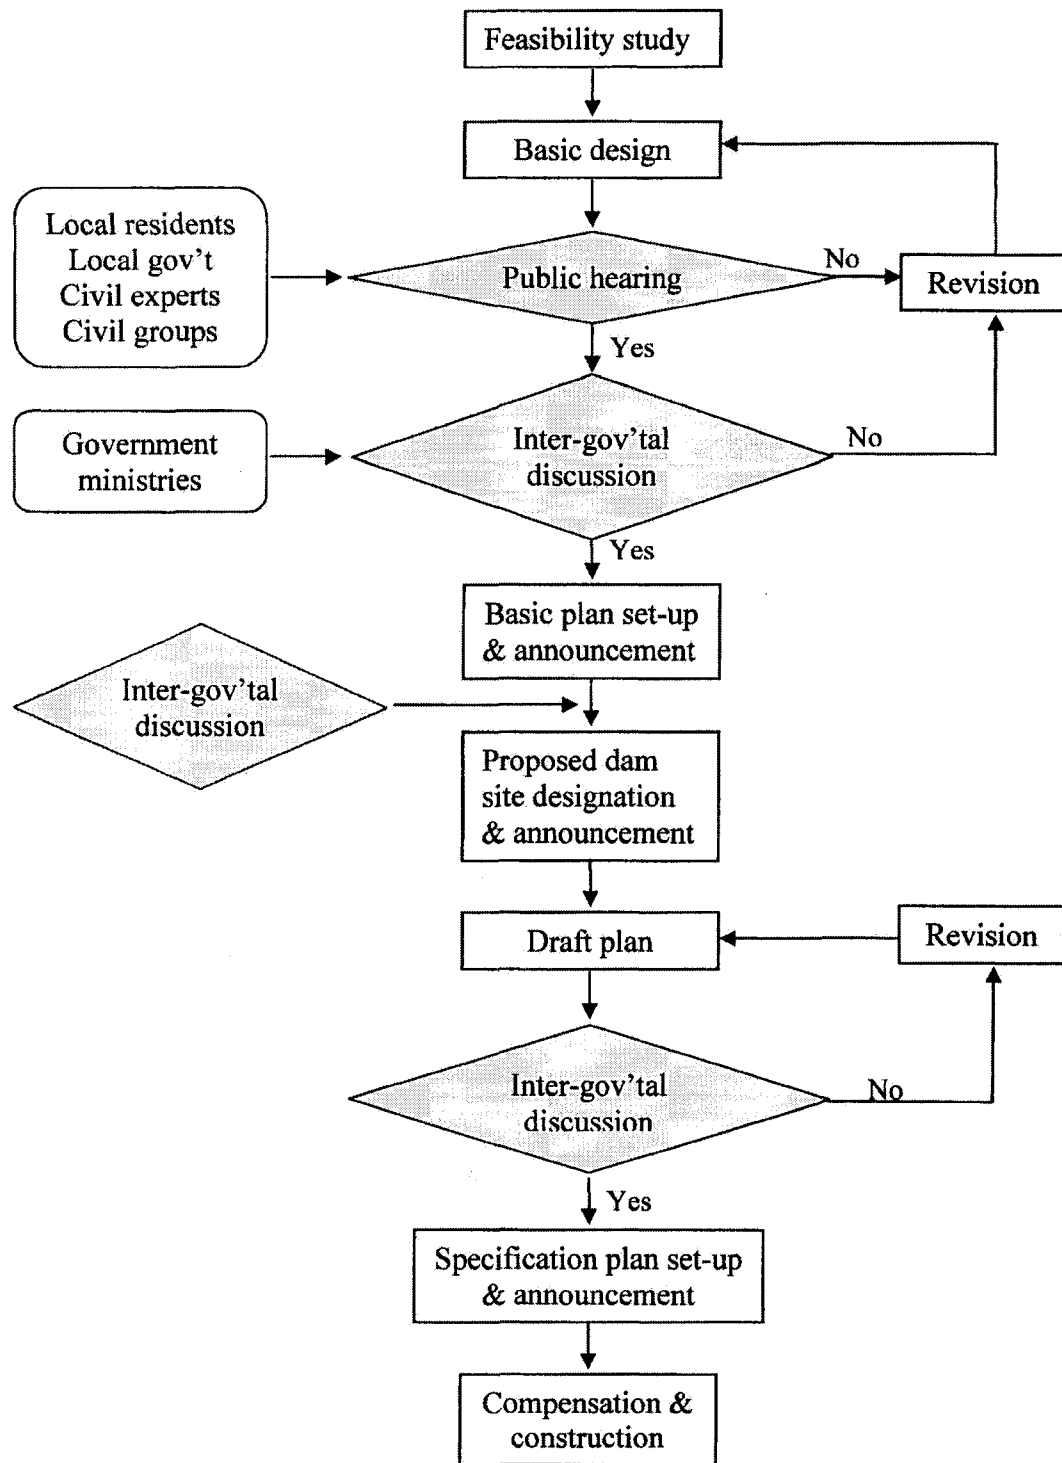 Feasibility study
Basic design
Local residents
Local gov't
Civil experts
Civil groups
Public hearing
No
Revision
Yes
Government
ministries
Inter-gov'tal
discussion
No
Yes
Basic plan set-up
& announcement
Inter-gov'tal
discussion
Proposed dam
site designation
& announcement
Draft plan
Revision
Inter-gov'tal
discussion
No
Yes
Specification plan set-up
& announcement
Compensation &
construction